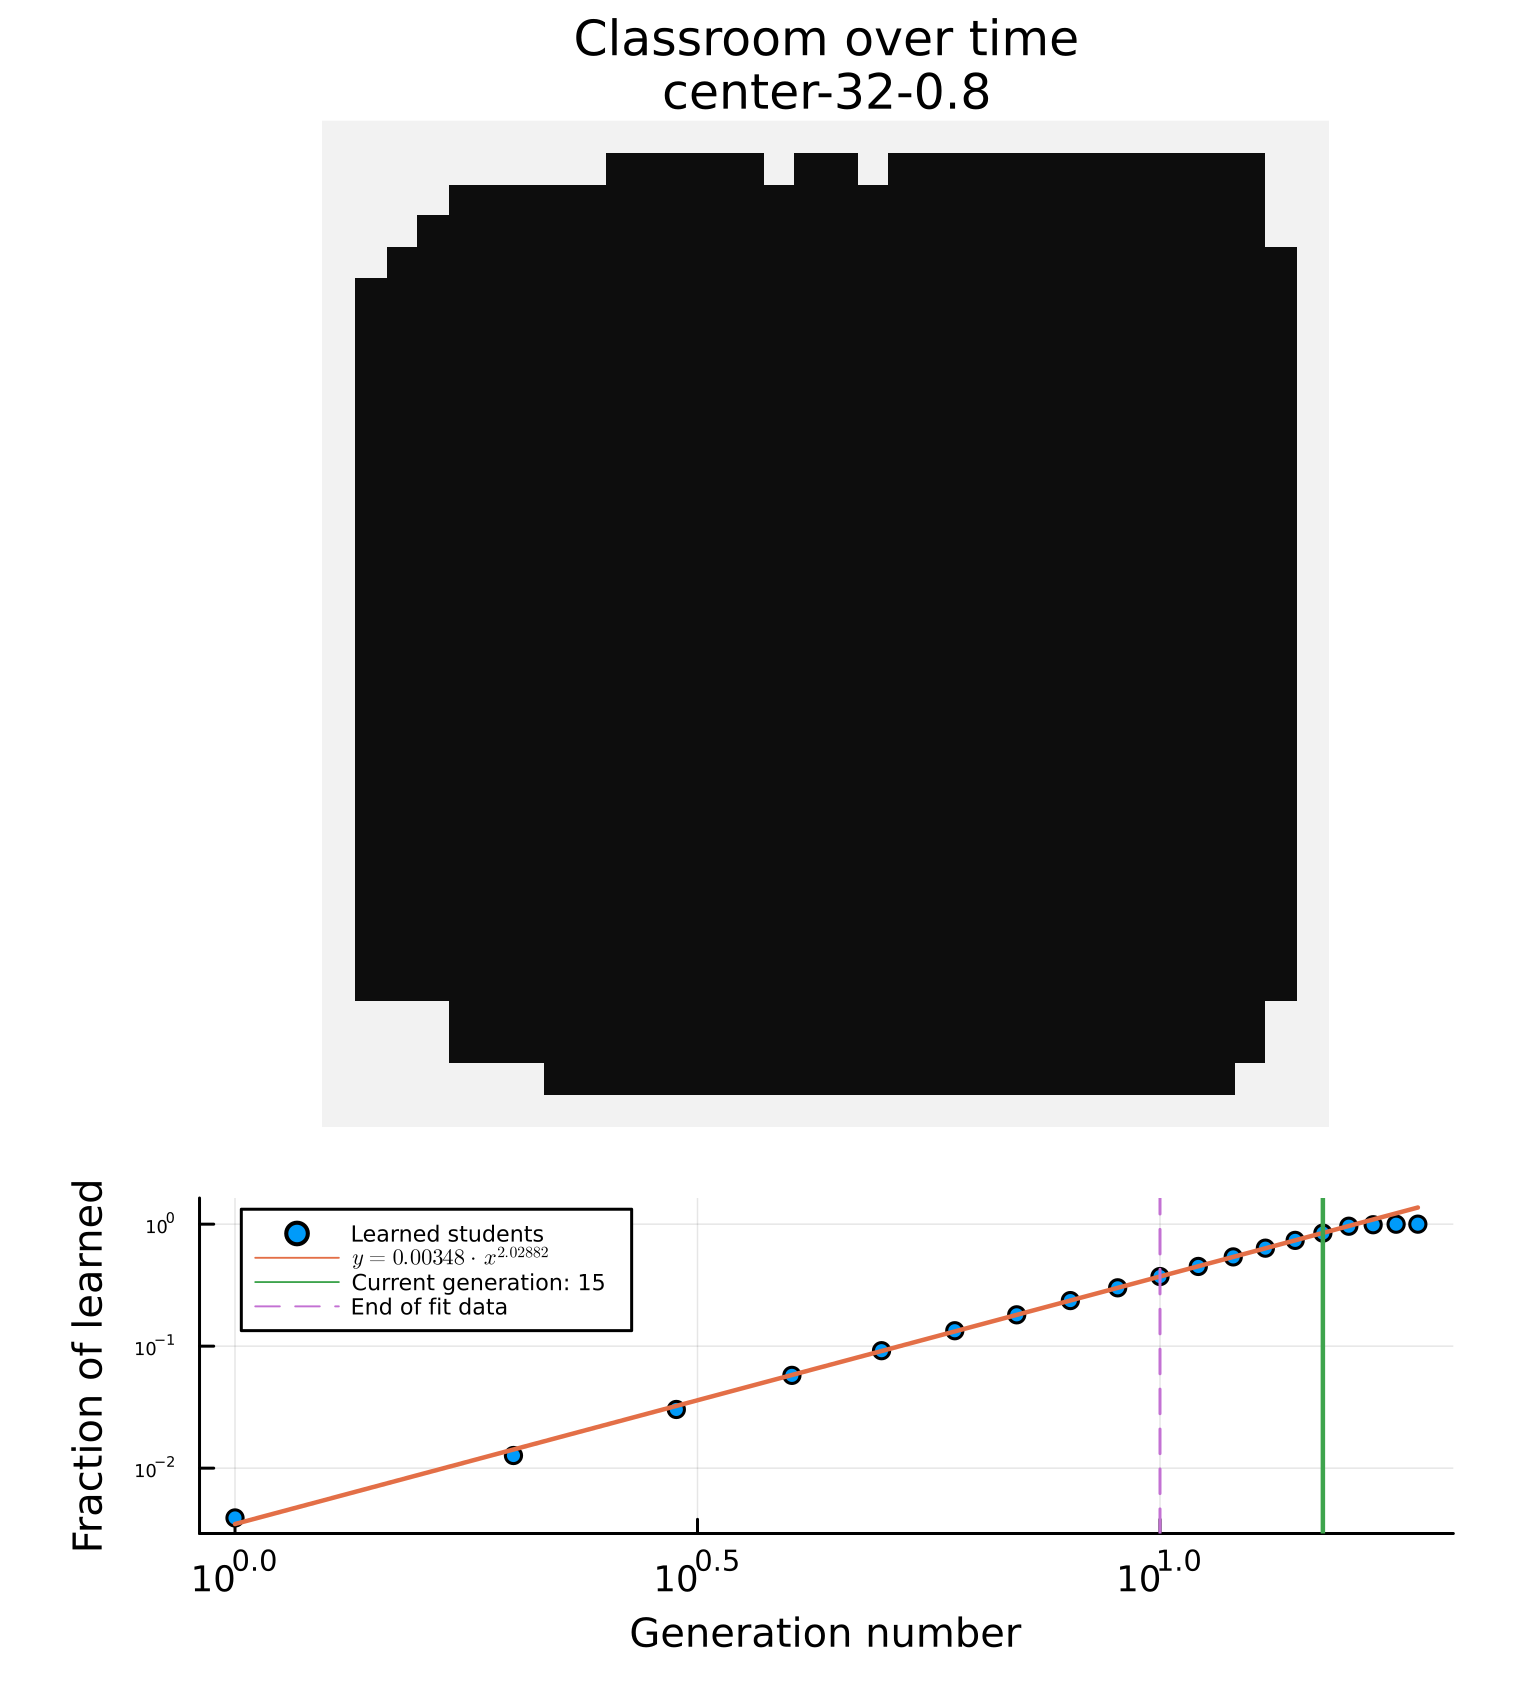 Classroom over time
center-32-0.8
Fraction of learned
10^0
10^-1
10^-2
Learned students
y = 0.00348 · x^2.02882
Current generation: 15
End of fit data
10^0.0
10^0.5
10^1.0
Generation number